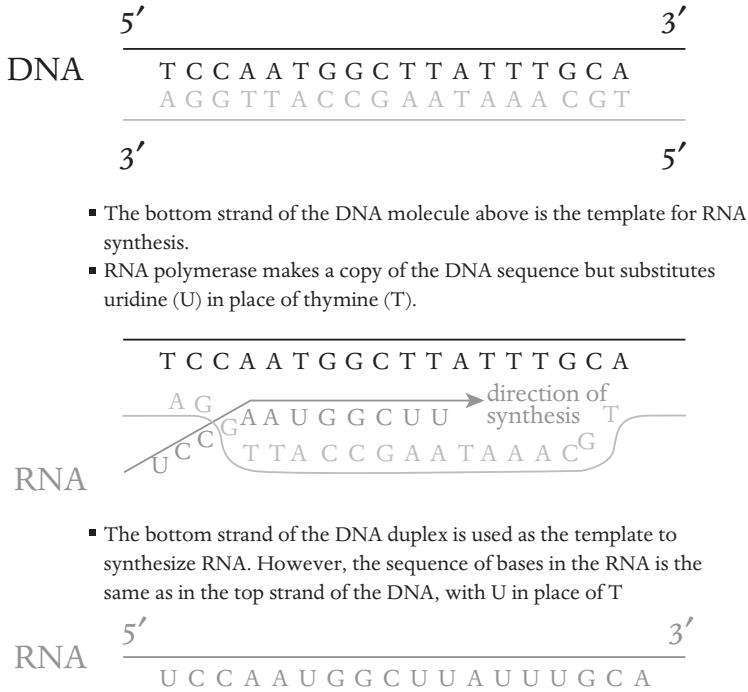 5′ 3′
DNA T C C A A T G G C T T A T T T G C A
A G G T T A C C G A A T A A A C G T
3′ 5′
▪ The bottom strand of the DNA molecule above is the template for RNA
synthesis.
▪ RNA polymerase makes a copy of the DNA sequence but substitutes
uridine (U) in place of thymine (T).
T C C A A T G G C T T A T T T G C A
A G G A A U G G C U U direction of
synthesis T
U C C T T A C C G A A T A A A C G
RNA
▪ The bottom strand of the DNA duplex is used as the template to
synthesize RNA. However, the sequence of bases in the RNA is the
same as in the top strand of the DNA, with U in place of T
5′ 3′
RNA
U C C A A U G G C U U A U U U G C A